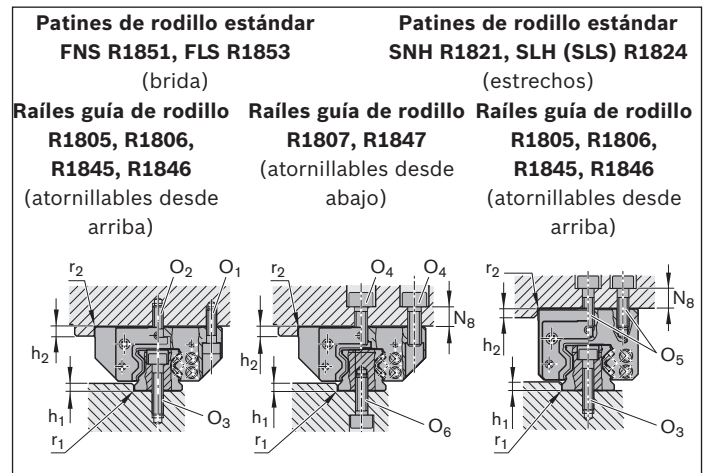 Patines de rodillo estándar
FNS R1851, FLS R1853
(brida)
Patines de rodillo estándar
SNH R1821, SLH (SLS) R1824
(estrechos)
Raíles guía de rodillo
R1805, R1806,
R1845, R1846
(atornillables desde
arriba)
Raíles guía de rodillo
R1807, R1847
(atornillables desde
abajo)
Raíles guía de rodillo
R1805, R1806,
R1845, R1846
(atornillables desde
arriba)
r2 O2 O1
h2
h1
r1 O3
r2 O4 O4
N8
h2
h1
r1 O6
r2
N8
h2
O5
h1
r1 O3